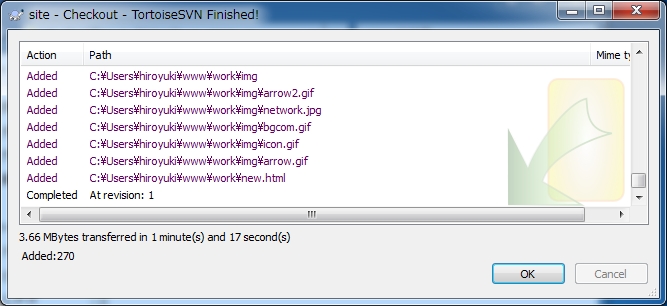 site - Checkout - TortoiseSVN Finished!
Action Path Mime ty
Added C:¥Users¥hiroyuki¥www¥work¥img
Added C:¥Users¥hiroyuki¥www¥work¥img¥arrow2.gif
Added C:¥Users¥hiroyuki¥www¥work¥img¥network.jpg
Added C:¥Users¥hiroyuki¥www¥work¥img¥bgcom.gif
Added C:¥Users¥hiroyuki¥www¥work¥img¥icon.gif
Added C:¥Users¥hiroyuki¥www¥work¥img¥arrow.gif
Added C:¥Users¥hiroyuki¥www¥work¥new.html
Completed At revision: 1
3.66 MBytes transferred in 1 minute(s) and 17 second(s)
Added:270
OK Cancel